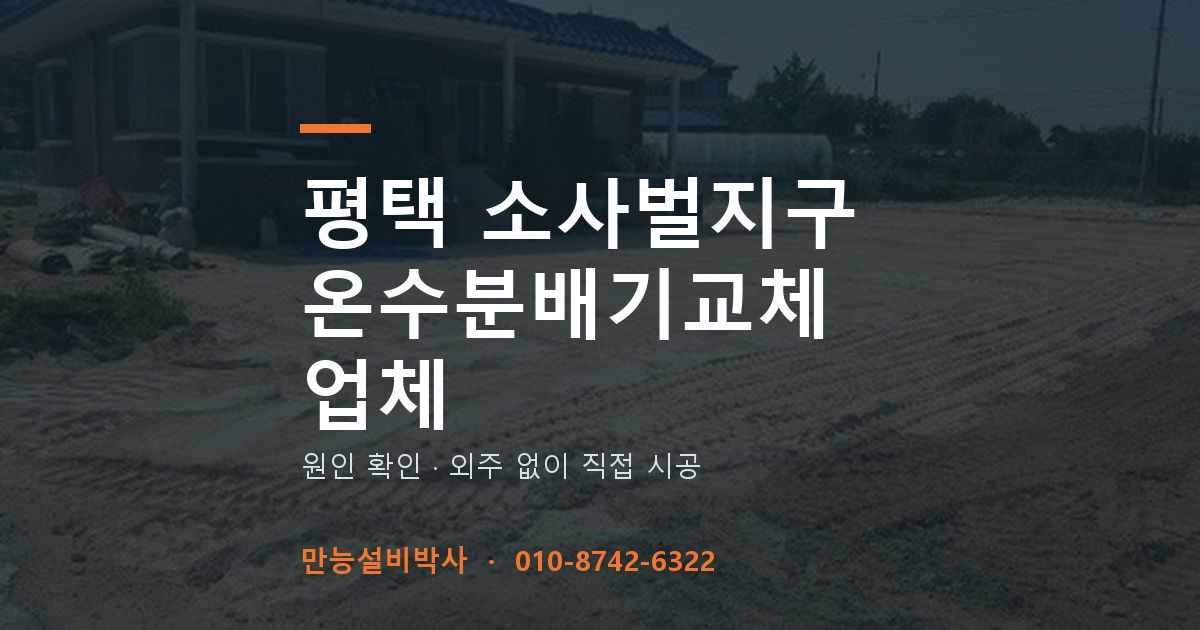 평택 소사벌지구
온수분배기교체
업체
원인 확인 · 외주 없이 직접 시공
만능설비박사 · 010-8742-6322